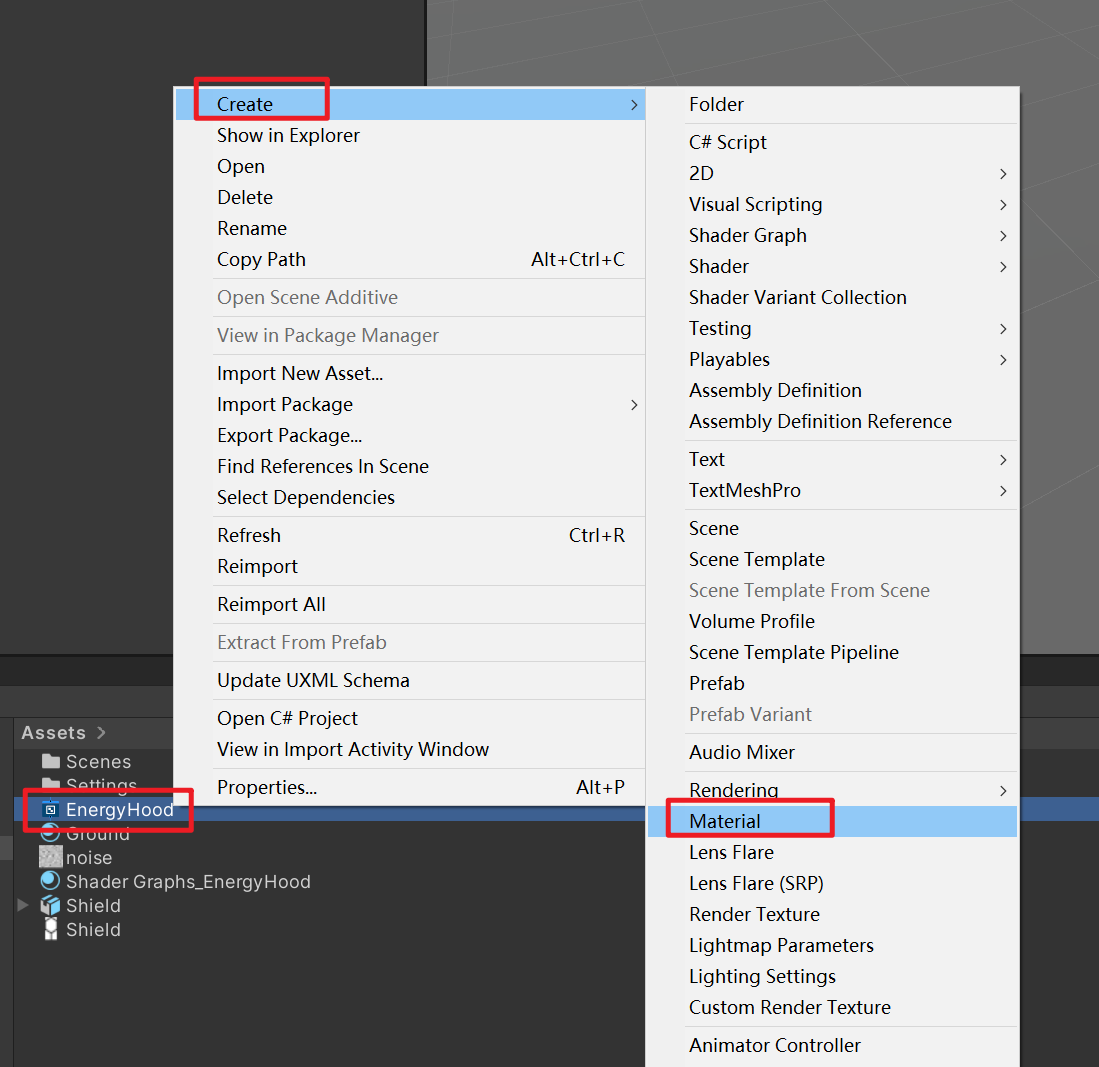 Create
Show in Explorer
Open
Delete
Rename
Copy Path Alt+Ctrl+C
Open Scene Additive
View in Package Manager
Import New Asset...
Import Package
Export Package...
Find References In Scene
Select Dependencies
Refresh Ctrl+R
Reimport
Reimport All
Extract From Prefab
Update UXML Schema
Open C# Project
View in Import Activity Window
Properties... Alt+P
Folder
C# Script
2D
Visual Scripting
Shader Graph
Shader
Shader Variant Collection
Testing
Playables
Assembly Definition
Assembly Definition Reference
Text
TextMeshPro
Scene
Scene Template
Scene Template From Scene
Volume Profile
Scene Template Pipeline
Prefab
Prefab Variant
Audio Mixer
Rendering
Material
Lens Flare
Lens Flare (SRP)
Render Texture
Lightmap Parameters
Lighting Settings
Custom Render Texture
Animator Controller
Assets
Scenes
Settings
EnergyHood
Ground
noise
Shader Graphs_EnergyHood
Shield
Shield